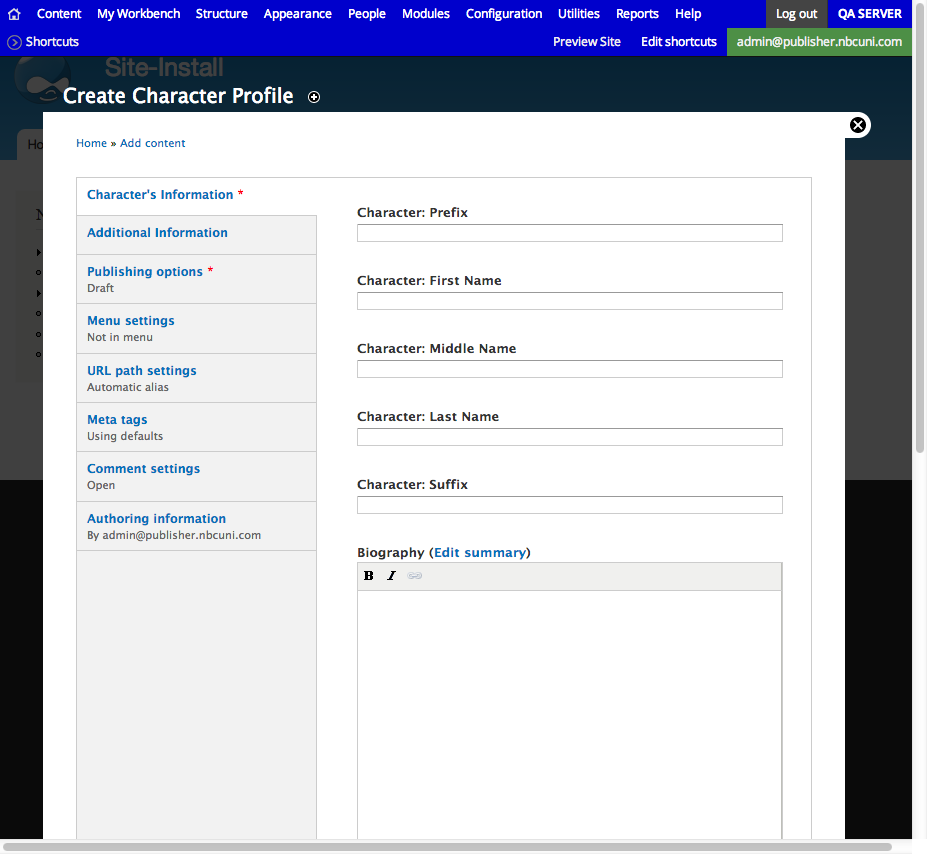 Content My Workbench Structure Appearance People Modules Configuration Utilities Reports Help Log out QA SERVER
Shortcuts Preview Site Edit shortcuts admin@publisher.nbcuni.com
Site-Install
Create Character Profile
Ho
Home » Add content
Character's Information *
Additional Information
Publishing options *
Draft
Menu settings
Not in menu
URL path settings
Automatic alias
Meta tags
Using defaults
Comment settings
Open
Authoring information
By admin@publisher.nbcuni.com
Character: Prefix
Character: First Name
Character: Middle Name
Character: Last Name
Character: Suffix
Biography (Edit summary)
B I